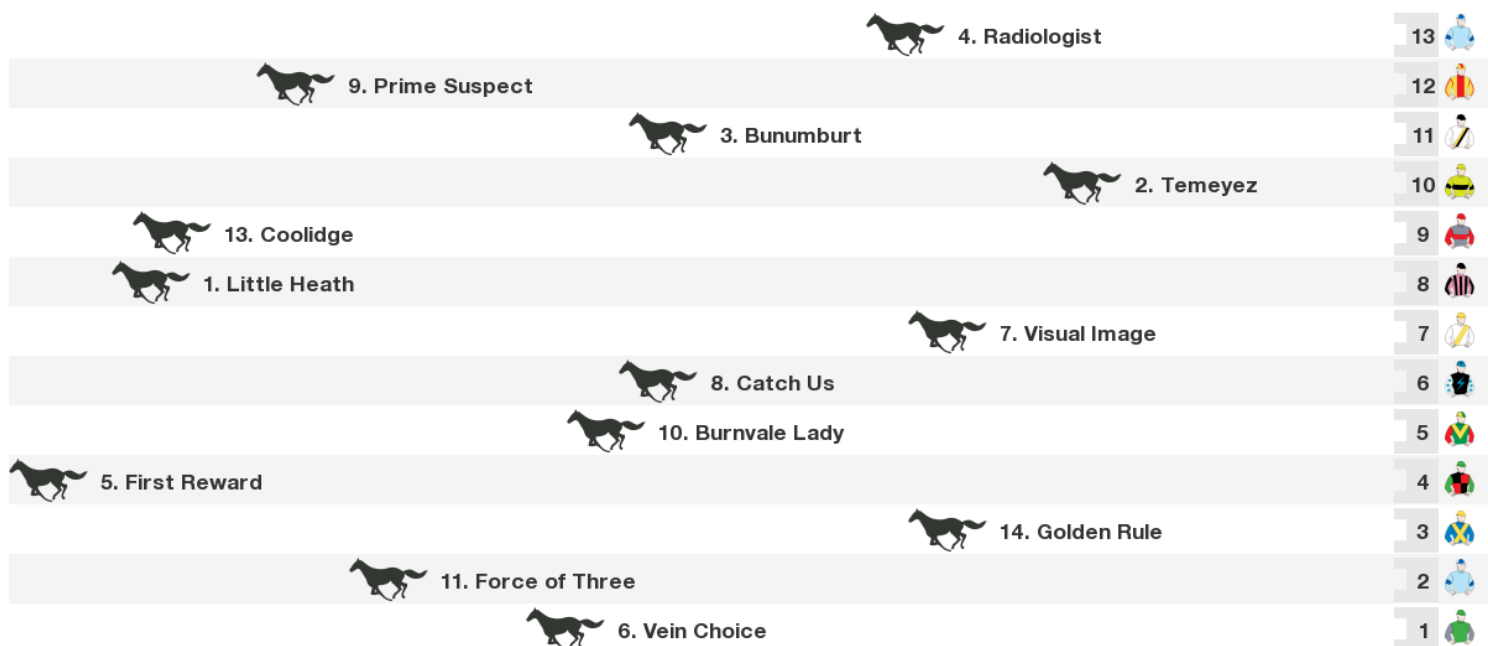 4. Radiologist 13
9. Prime Suspect 12
3. Bunumburt 11
2. Temeyez 10
13. Coolidge 9
1. Little Heath 8
7. Visual Image 7
8. Catch Us 6
10. Burnvale Lady 5
5. First Reward 4
14. Golden Rule 3
11. Force of Three 2
6. Vein Choice 1